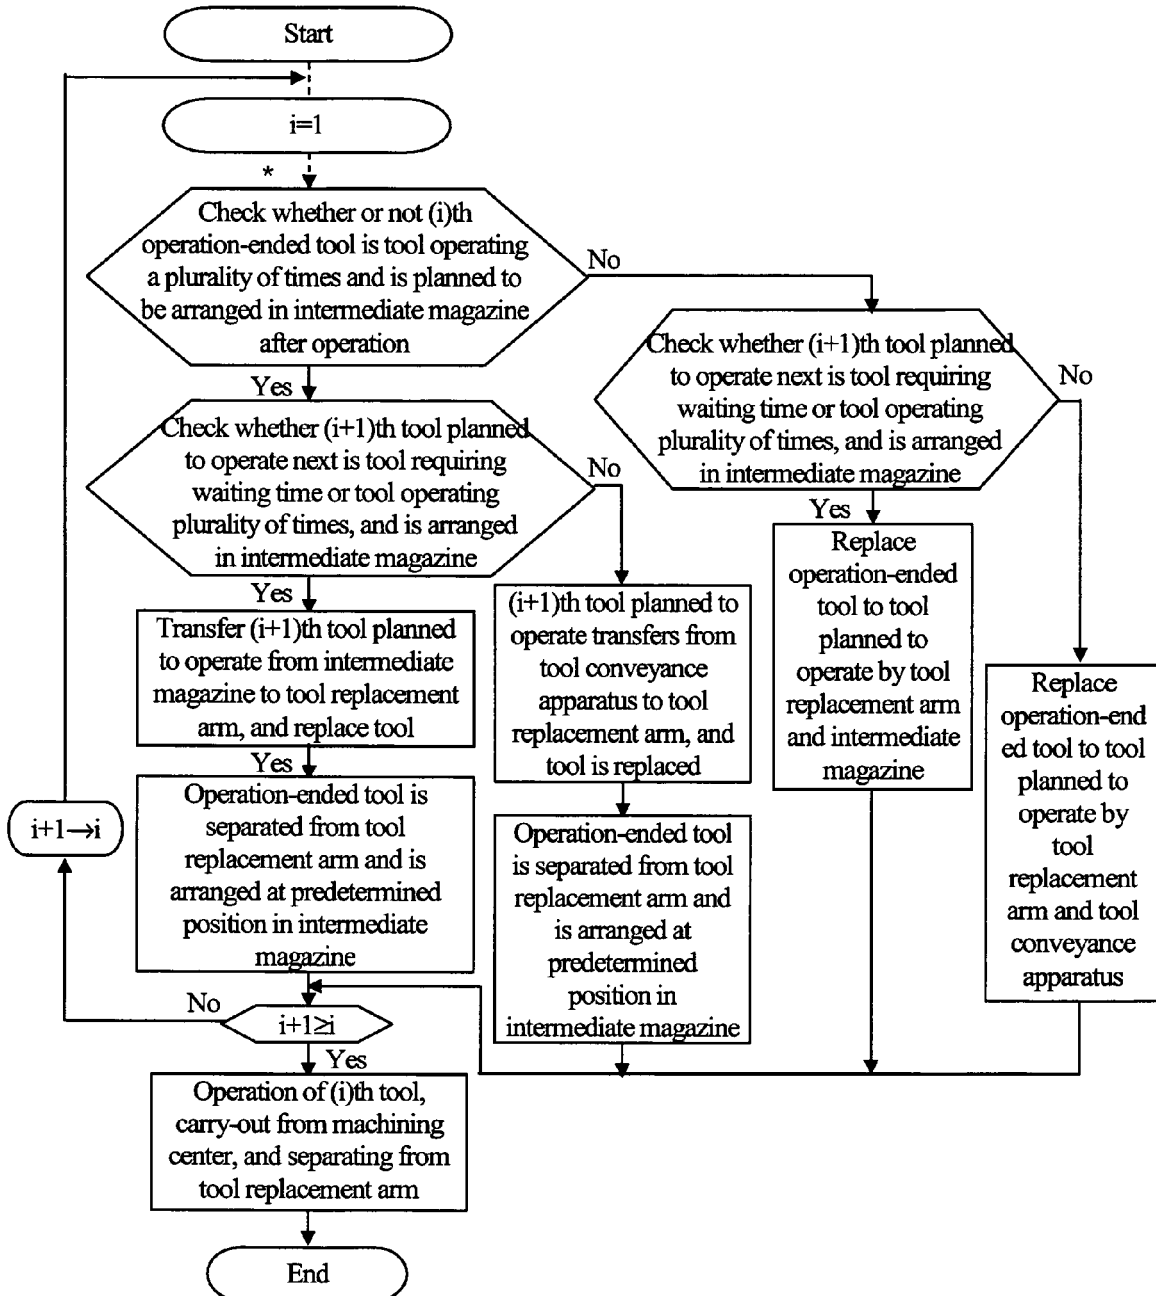 Start
i=1
*
Check whether or not (i)th
operation-ended tool is tool operating
a plurality of times and is planned to
be arranged in intermediate magazine
after operation
No
Yes
Check whether (i+1)th tool planned
to operate next is tool requiring
waiting time or tool operating
plurality of times, and is arranged
in intermediate magazine
No
Yes
Check whether (i+1)th tool planned
to operate next is tool requiring
waiting time or tool operating
plurality of times, and is arranged
in intermediate magazine
No
Yes
Transfer (i+1)th tool planned
to operate from intermediate
magazine to tool replacement
arm, and replace tool
Yes
Operation-ended tool is
separated from tool
replacement arm and is
arranged at predetermined
position in intermediate
magazine
(i+1)th tool planned to
operate transfers from
tool conveyance
apparatus to tool
replacement arm, and
tool is replaced
Operation-ended tool
is separated from tool
replacement arm and
is arranged at
predetermined
position in
intermediate magazine
Replace
operation-ended
tool to tool
planned to
operate by tool
replacement arm
and intermediate
magazine
Replace
operation-end
ed tool to tool
planned to
operate by
tool
replacement
arm and tool
conveyance
apparatus
i+1→i
No
i+1≥i
Yes
Operation of (i)th tool,
carry-out from machining
center, and separating from
tool replacement arm
End